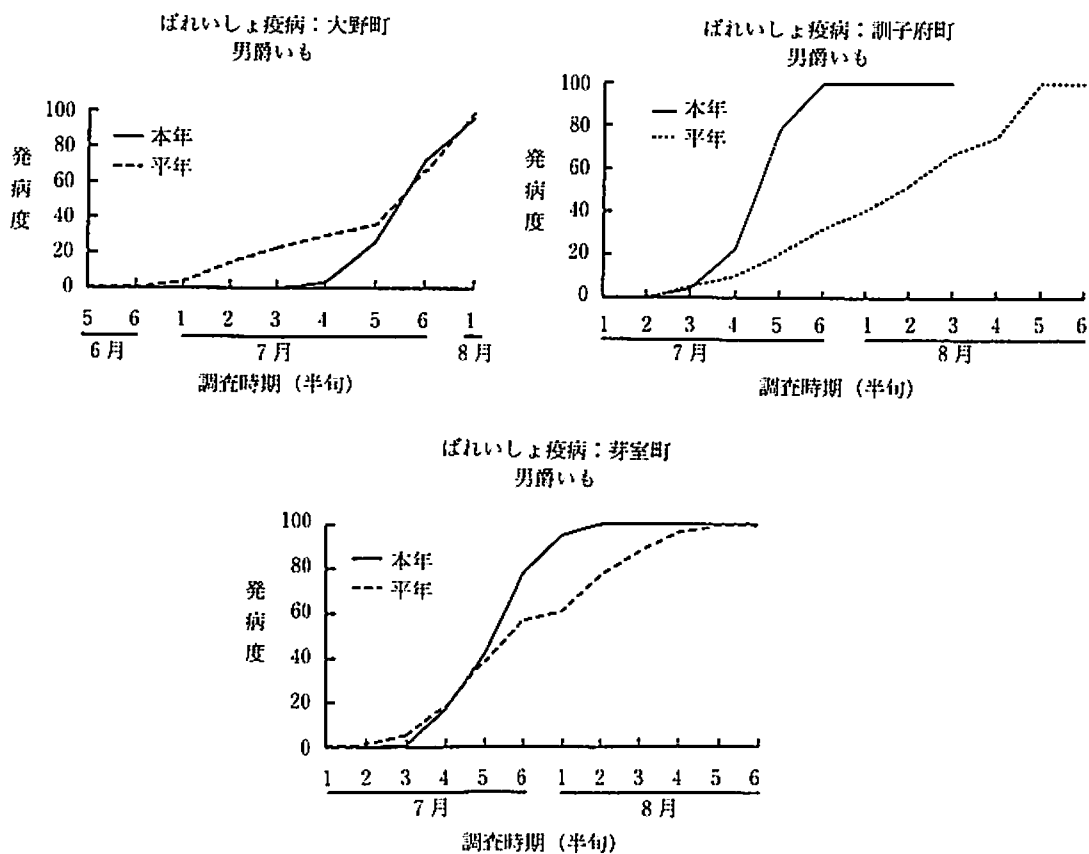 ばれいしょ疫病：大野町
男爵いも
発病度
100
80
60
40
20
0
本年
平年
5 6 1 2 3 4 5 6 1
6月 7月 8月
調査時期（半旬）
ばれいしょ疫病：訓子府町
男爵いも
発病度
100
80
60
40
20
0
本年
平年
1 2 3 4 5 6 1 2 3 4 5 6
7月 8月
調査時期（半旬）
ばれいしょ疫病：芽室町
男爵いも
発病度
100
80
60
40
20
0
本年
平年
1 2 3 4 5 6 1 2 3 4 5 6
7月 8月
調査時期（半旬）